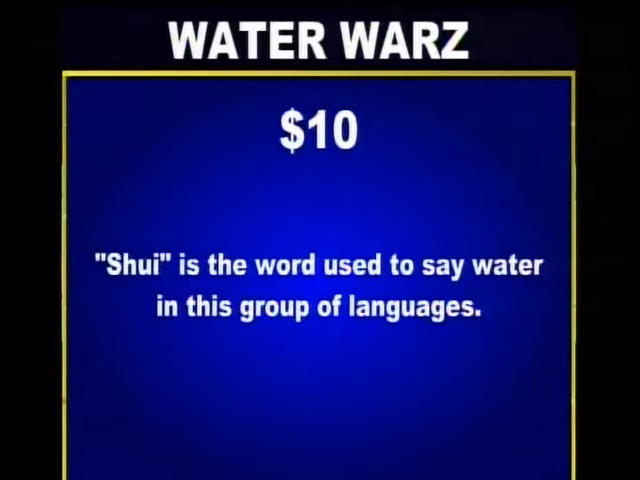 WATER WARZ
$10
"Shui" is the word used to say water
in this group of languages.